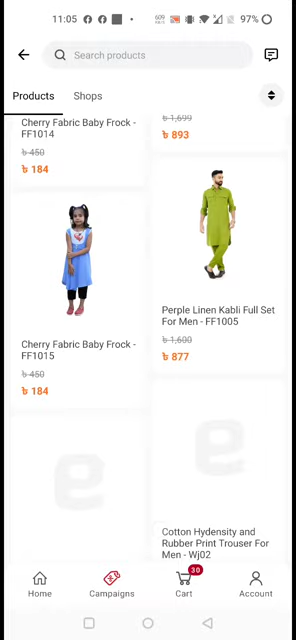 11:05
97%
Search products
Products
Shops
Cherry Fabric Baby Frock -
FF1014
৳ 450
৳ 184
৳ 1,699
৳ 893
Cherry Fabric Baby Frock -
FF1015
৳ 450
৳ 184
Perple Linen Kabli Full Set
For Men - FF1005
৳ 1,600
৳ 877
Cotton Hydensity and
Rubber Print Trouser For
Men - Wj02
30
Home
Campaigns
Cart
Account